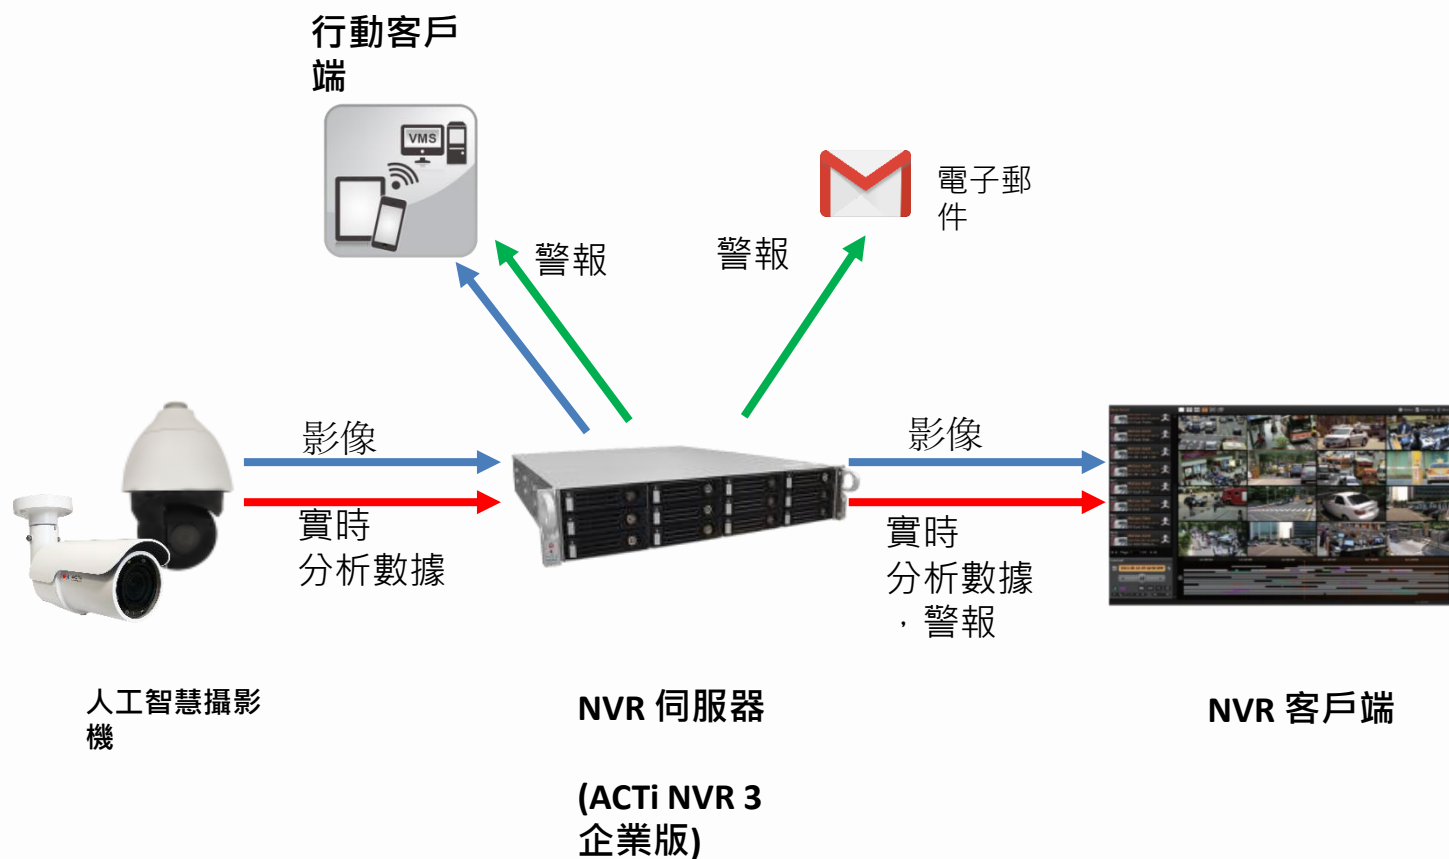 行動客戶
端
VMS
電子郵
件
警報
警報
影像
影像
實時
分析數據
實時
分析數據
，警報
人工智慧攝影
機
NVR 伺服器
NVR 客戶端
(ACTi NVR 3
企業版)